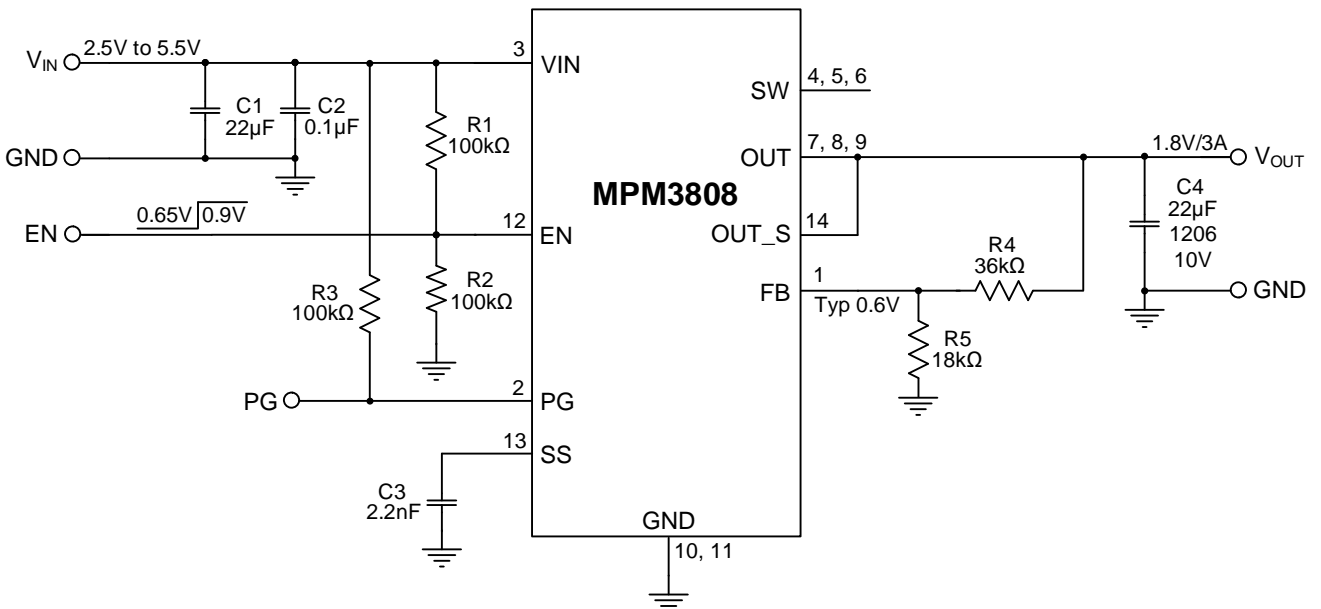 VIN 2.5V to 5.5V
3
VIN
C1
22µF
C2
0.1µF
R1
100kΩ
GND
EN
0.65V 0.9V
12
EN
R3
100kΩ
R2
100kΩ
PG
2
PG
13
SS
C3
2.2nF
MPM3808
GND
10, 11
SW
4, 5, 6
OUT
7, 8, 9
1.8V/3A
VOUT
OUT_S
14
C4
22µF
1206
10V
R4
36kΩ
FB
1
Typ 0.6V
R5
18kΩ
GND